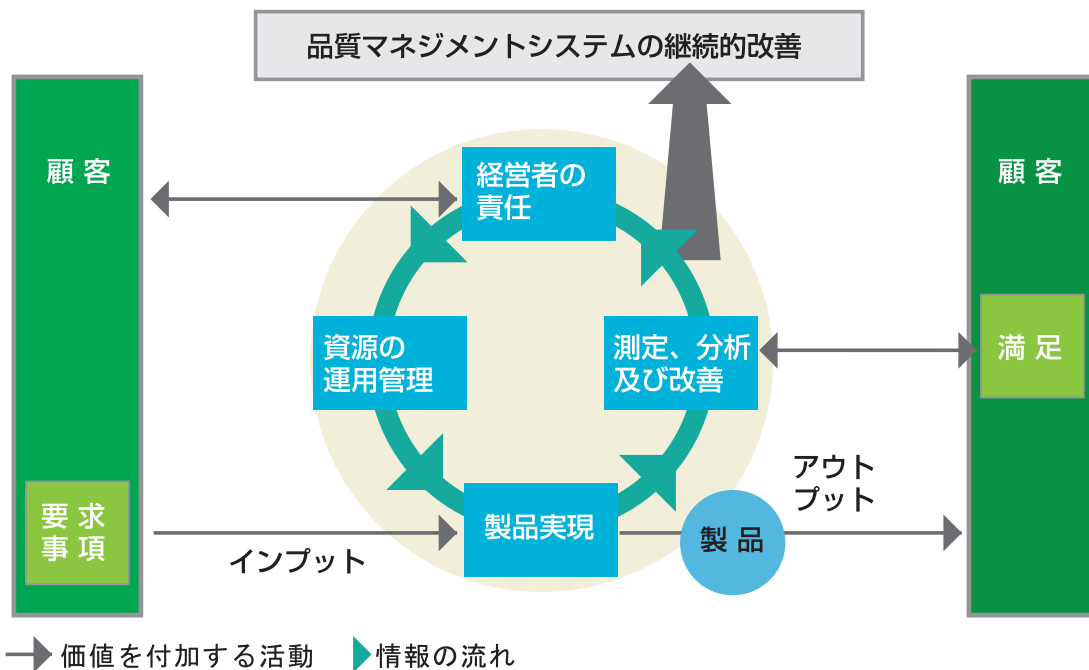 品質マネジメントシステムの継続的改善
顧客
顧客
経営者の
責任
資源の
運用管理
測定、分析
及び改善
満足
アウト
プット
要求
事項
インプット
製品実現
製品
価値を付加する活動
情報の流れ